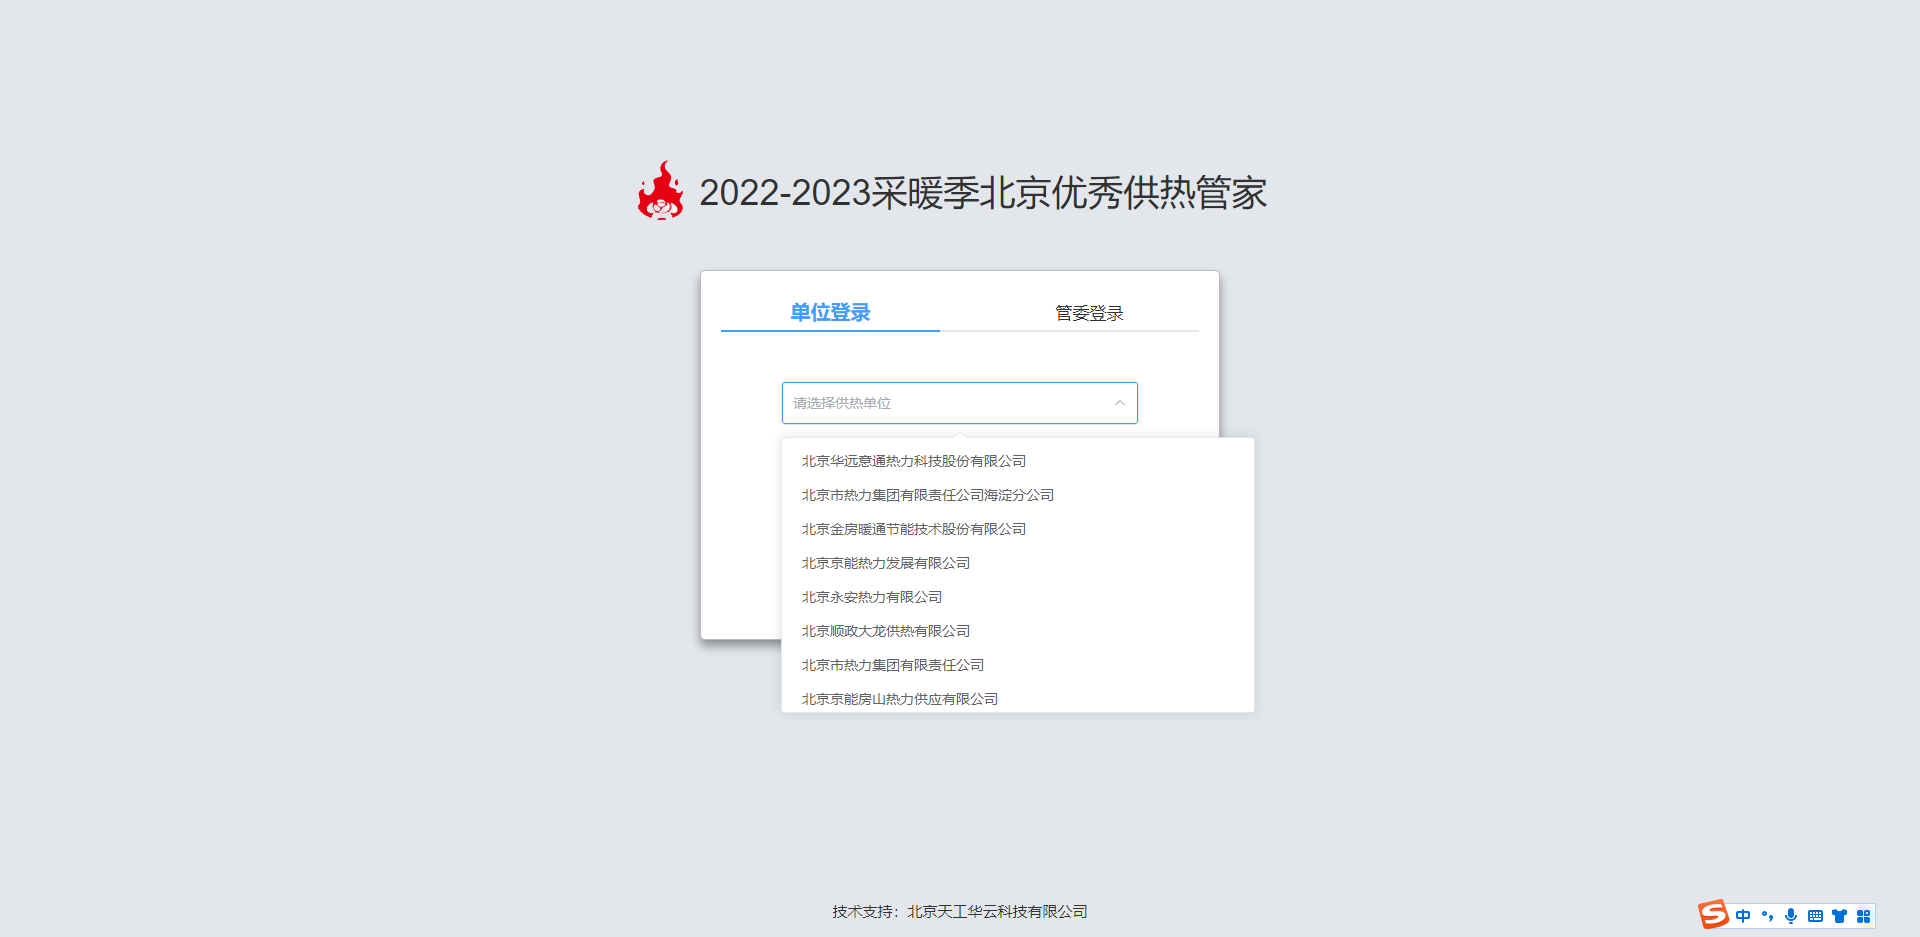 2022-2023采暖季北京优秀供热管家
单位登录
管委登录
请选择供热单位
北京华远意通热力科技股份有限公司
北京市热力集团有限责任公司海淀分公司
北京金房暖通节能技术股份有限公司
北京京能热力发展有限公司
北京永安热力有限公司
北京顺政大龙供热有限公司
北京市热力集团有限责任公司
北京京能房山热力供应有限公司
技术支持：北京天工华云科技有限公司
S 中